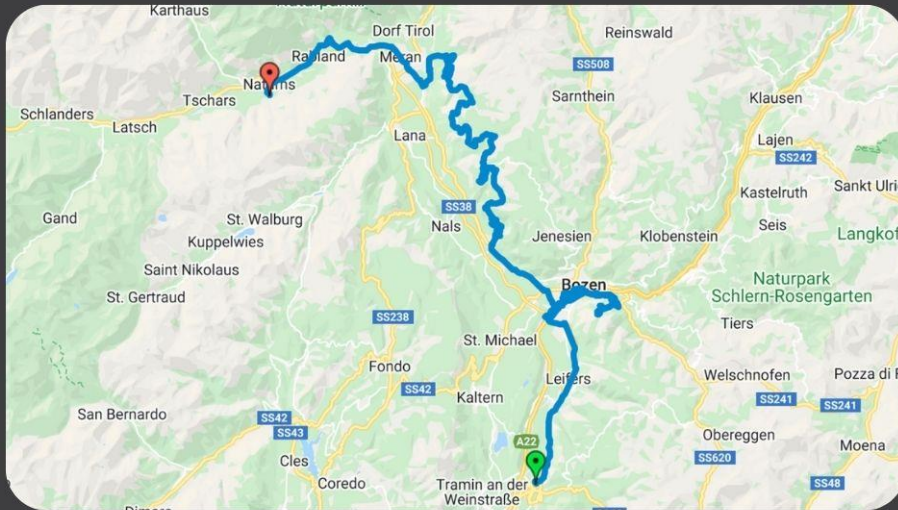 Karthaus
Dorf Tirol
Reinswald
Rabland
Meran
SS508
Naturns
Klausen
Tschars
Sarnthein
Schlanders
Latsch
Lana
Lajen
SS242
Kastelruth
Sankt Ulri
SS38
Gand
St. Walburg
Nals
Seis
Kuppelwies
Jenesien
Klobenstein
Langkof
Saint Nikolaus
Bozen
Naturpark
Schlern-Rosengarten
St. Gertraud
SS238
Tiers
St. Michael
Fondo
Leifers
Welschnofen
Pozza di F
SS42
Kaltern
SS241
SS241
San Bernardo
SS42
SS43
Obereggen
Moena
A22
Cles
SS620
Coredo
Tramin an der
Weinstraße
SS48